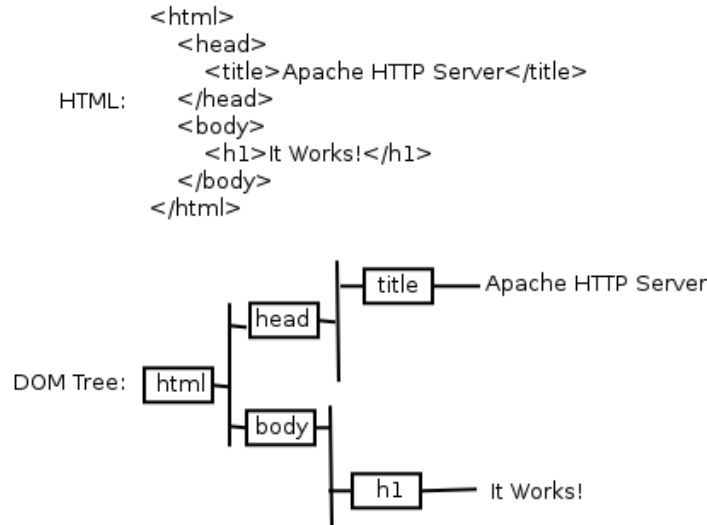 <html>
<head>
<title>Apache HTTP Server</title>
HTML:
</head>
<body>
<h1>It Works!</h1>
</body>
</html>
title
Apache HTTP Server
head
DOM Tree:
html
body
h1
It Works!